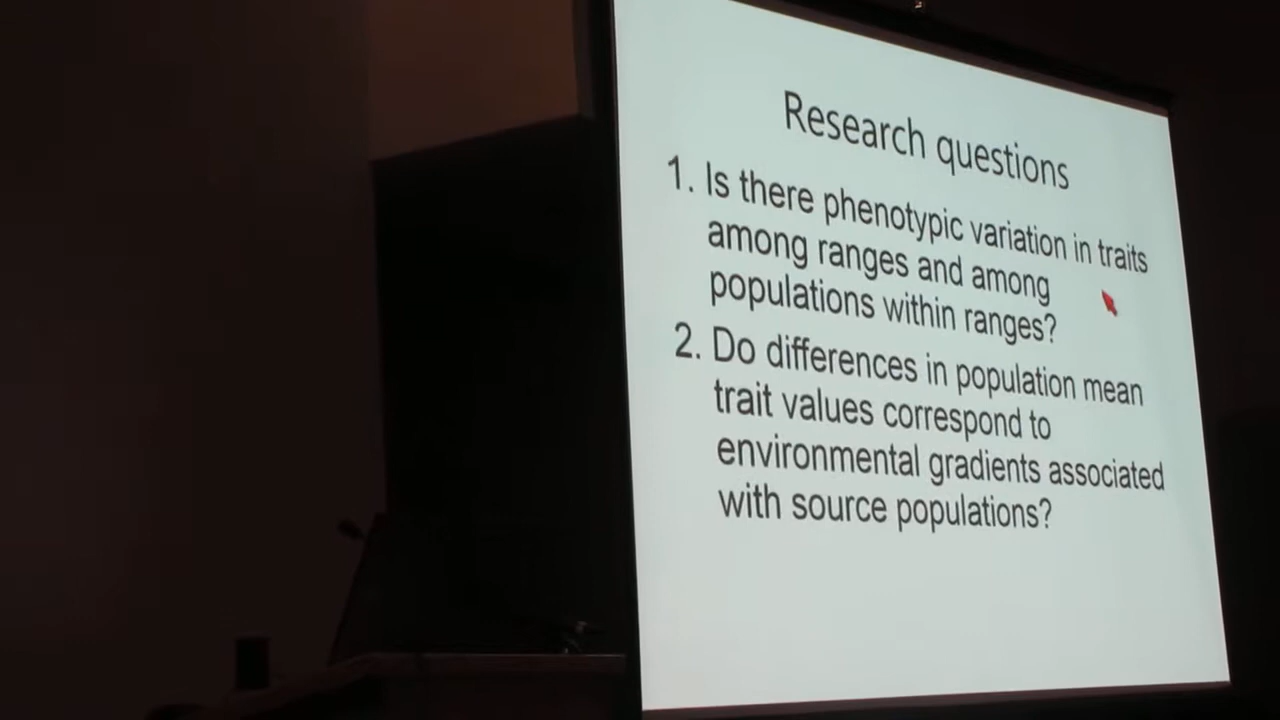 Research questions
1. Is there phenotypic variation in traits
among ranges and among
populations within ranges?
2. Do differences in population mean
trait values correspond to
environmental gradients associated
with source populations?